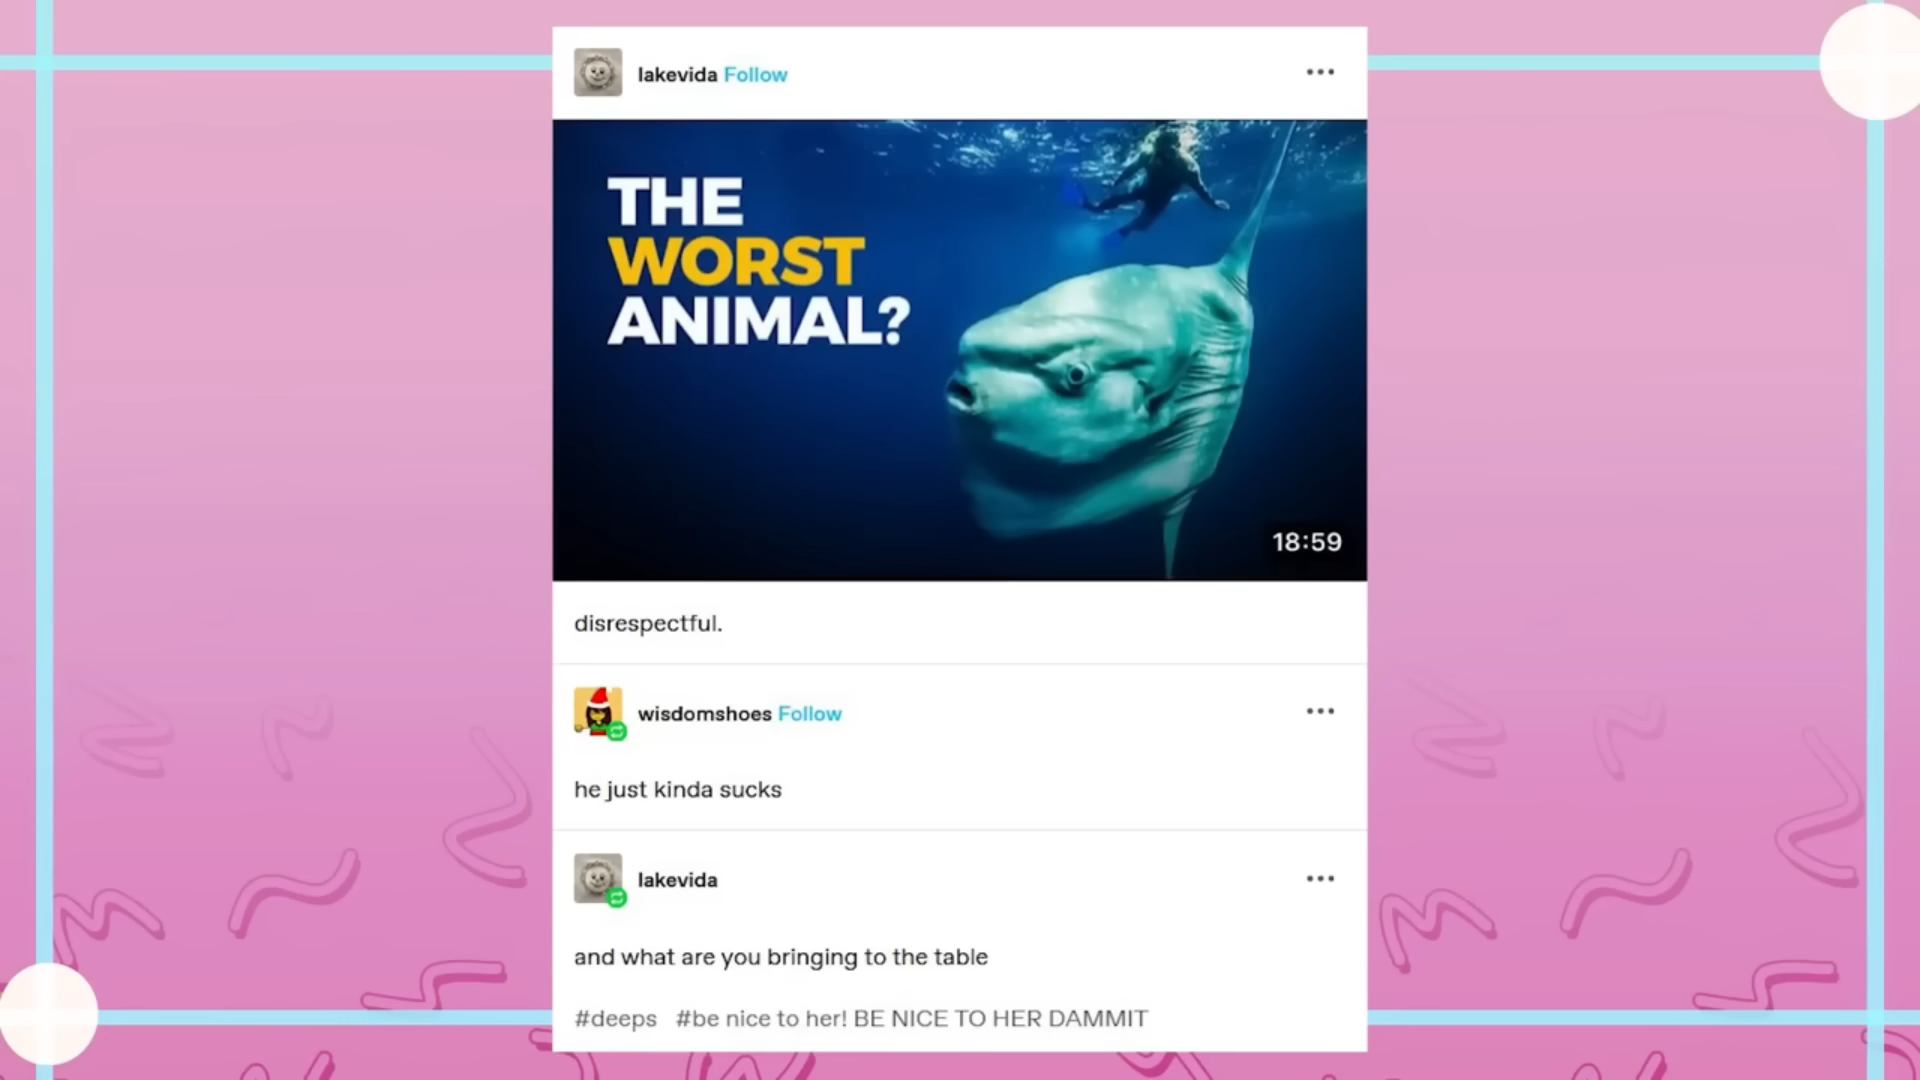 lakevida Follow
THE
WORST
ANIMAL?
18:59
disrespectful.
wisdomshoes Follow
he just kinda sucks
lakevida
and what are you bringing to the table
#deeps #be nice to her! BE NICE TO HER DAMMIT